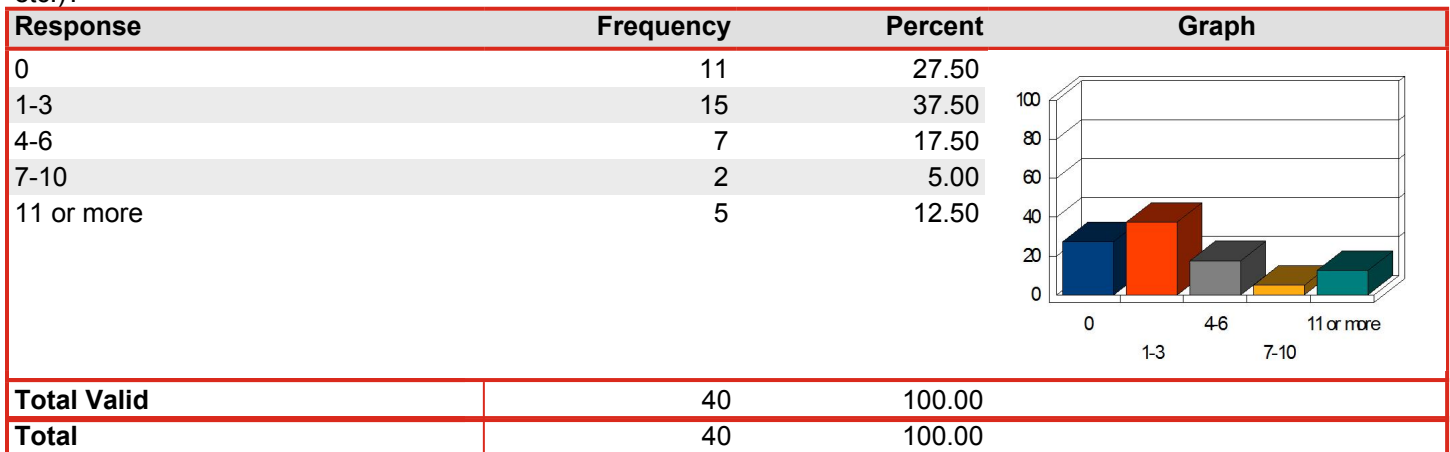 Response Frequency Percent Graph
0 11 27.50
1-3 15 37.50
4-6 7 17.50
7-10 2 5.00
11 or more 5 12.50
100
80
60
40
20
0
0 4-6 11 or more
1-3 7-10
Total Valid 40 100.00
Total 40 100.00